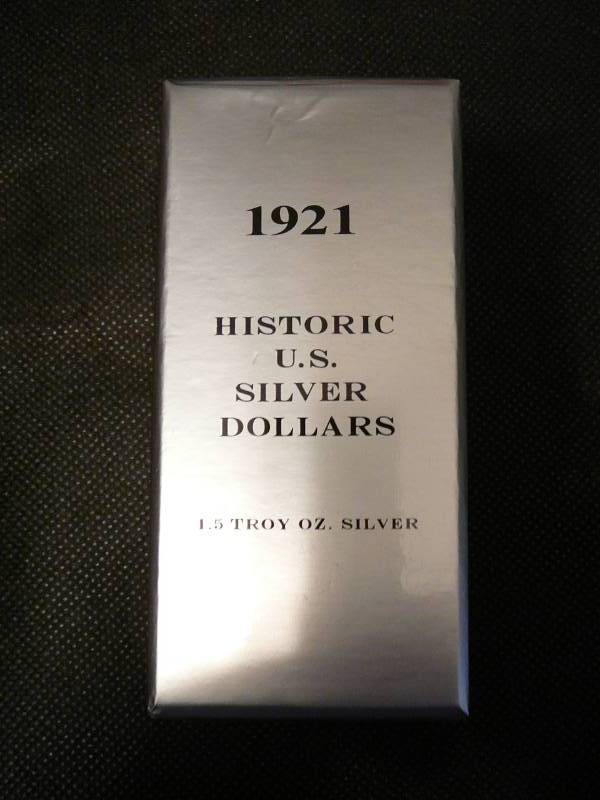 1921
HISTORIC
U.S.
SILVER
DOLLARS
1.5 TROY OZ. SILVER